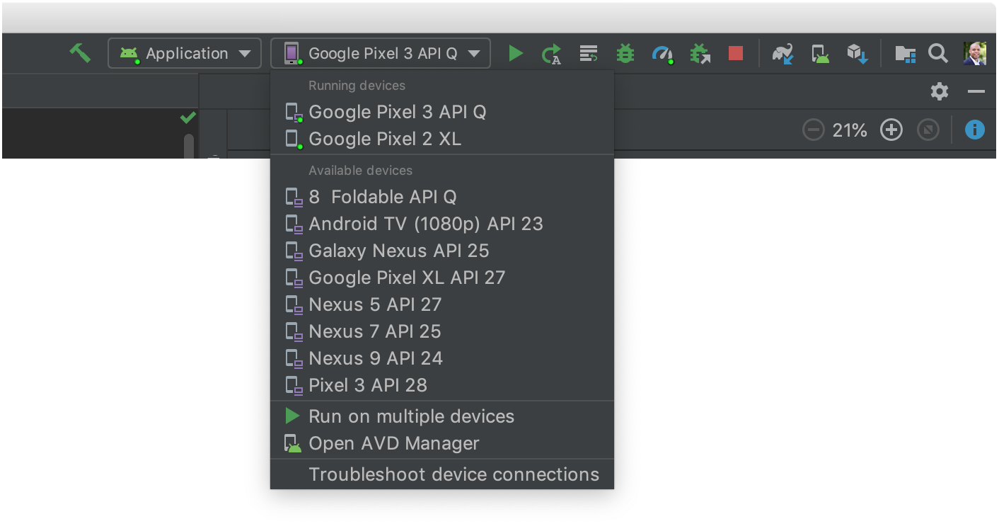 Application
Google Pixel 3 API Q
A
Running devices
Google Pixel 3 API Q
Google Pixel 2 XL
21%
Available devices
8 Foldable API Q
Android TV (1080p) API 23
Galaxy Nexus API 25
Google Pixel XL API 27
Nexus 5 API 27
Nexus 7 API 25
Nexus 9 API 24
Pixel 3 API 28
Run on multiple devices
Open AVD Manager
Troubleshoot device connections